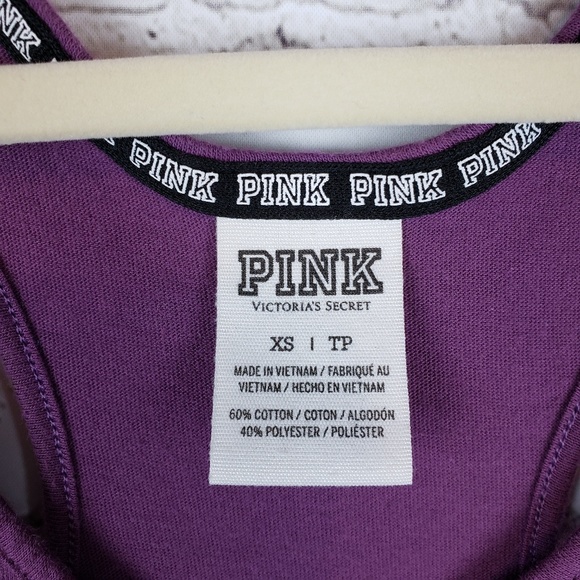 PINK
PINK PINK PINK PINK
PINK
VICTORIA'S SECRET
XS | TP
MADE IN VIETNAM / FABRIQUÉ AU
VIETNAM / HECHO EN VIETNAM
60% COTTON / COTON / ALGODÓN
40% POLYESTER / POLIÉSTER